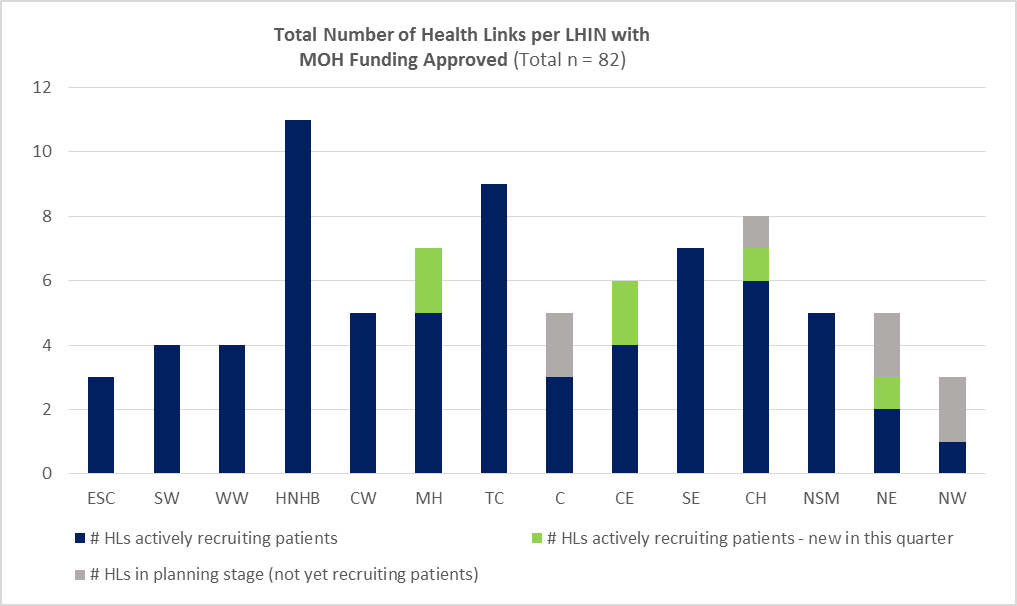 Total Number of Health Links per LHIN with
MOH Funding Approved (Total n = 82)
12
10
8
6
4
2
0
ESC SW WW HNHB CW MH TC C CE SE CH NSM NE NW
# HLs actively recruiting patients # HLs actively recruiting patients - new in this quarter
# HLs in planning stage (not yet recruiting patients)